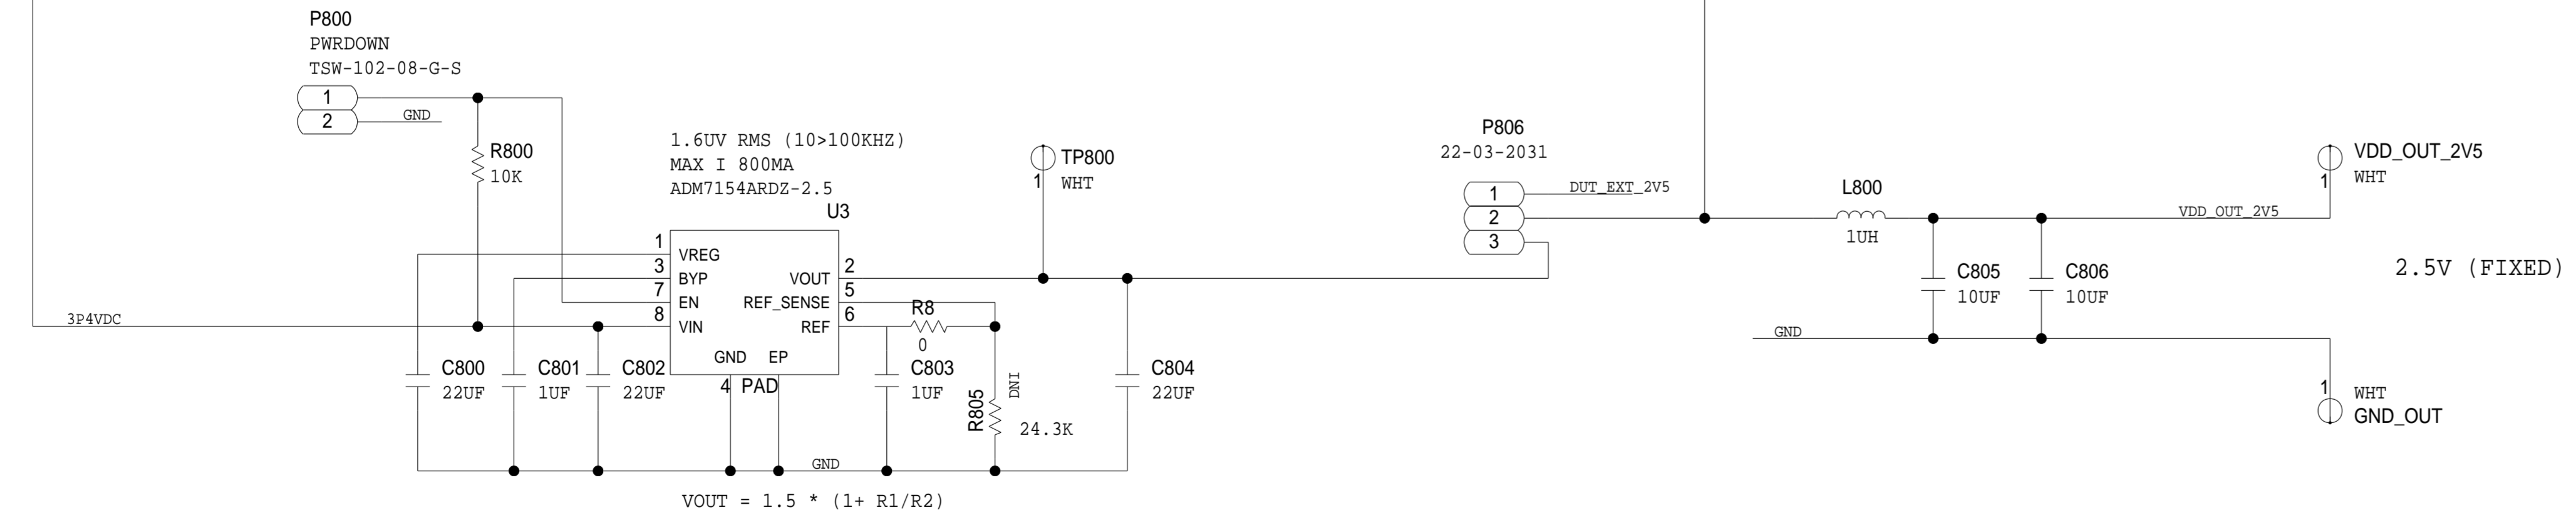 P800
PWRDOWN
TSW-102-08-G-S
1
2
GND
R800
10K
1.6UV RMS (10>100KHZ)
MAX I 800MA
ADM7154ARDZ-2.5
U3
1
VREG
3
BYP
7
EN
8
VIN
VOUT
2
REF_SENSE
5
REF
6
GND
EP
4
PAD
3P4VDC
C800
22UF
C801
1UF
C802
22UF
R8
0
C803
1UF
DNI
R805
24.3K
C804
22UF
GND
VOUT = 1.5 * (1+ R1/R2)
TP800
1
WHT
P806
22-03-2031
1
2
3
DUT_EXT_2V5
L800
1UH
VDD_OUT_2V5
VDD_OUT_2V5
WHT
1
C805
10UF
C806
10UF
2.5V (FIXED)
GND
1
WHT
GND_OUT